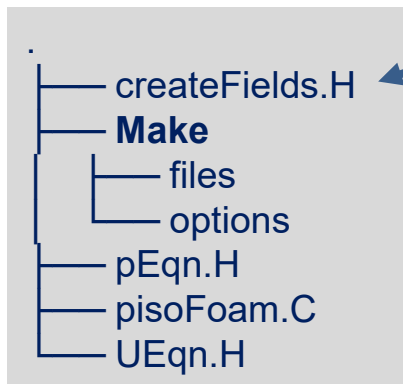 .
├── createFields.H
├── Make
│   ├── files
│   └── options
├── pEqn.H
├── pisoFoam.C
└── UEqn.H